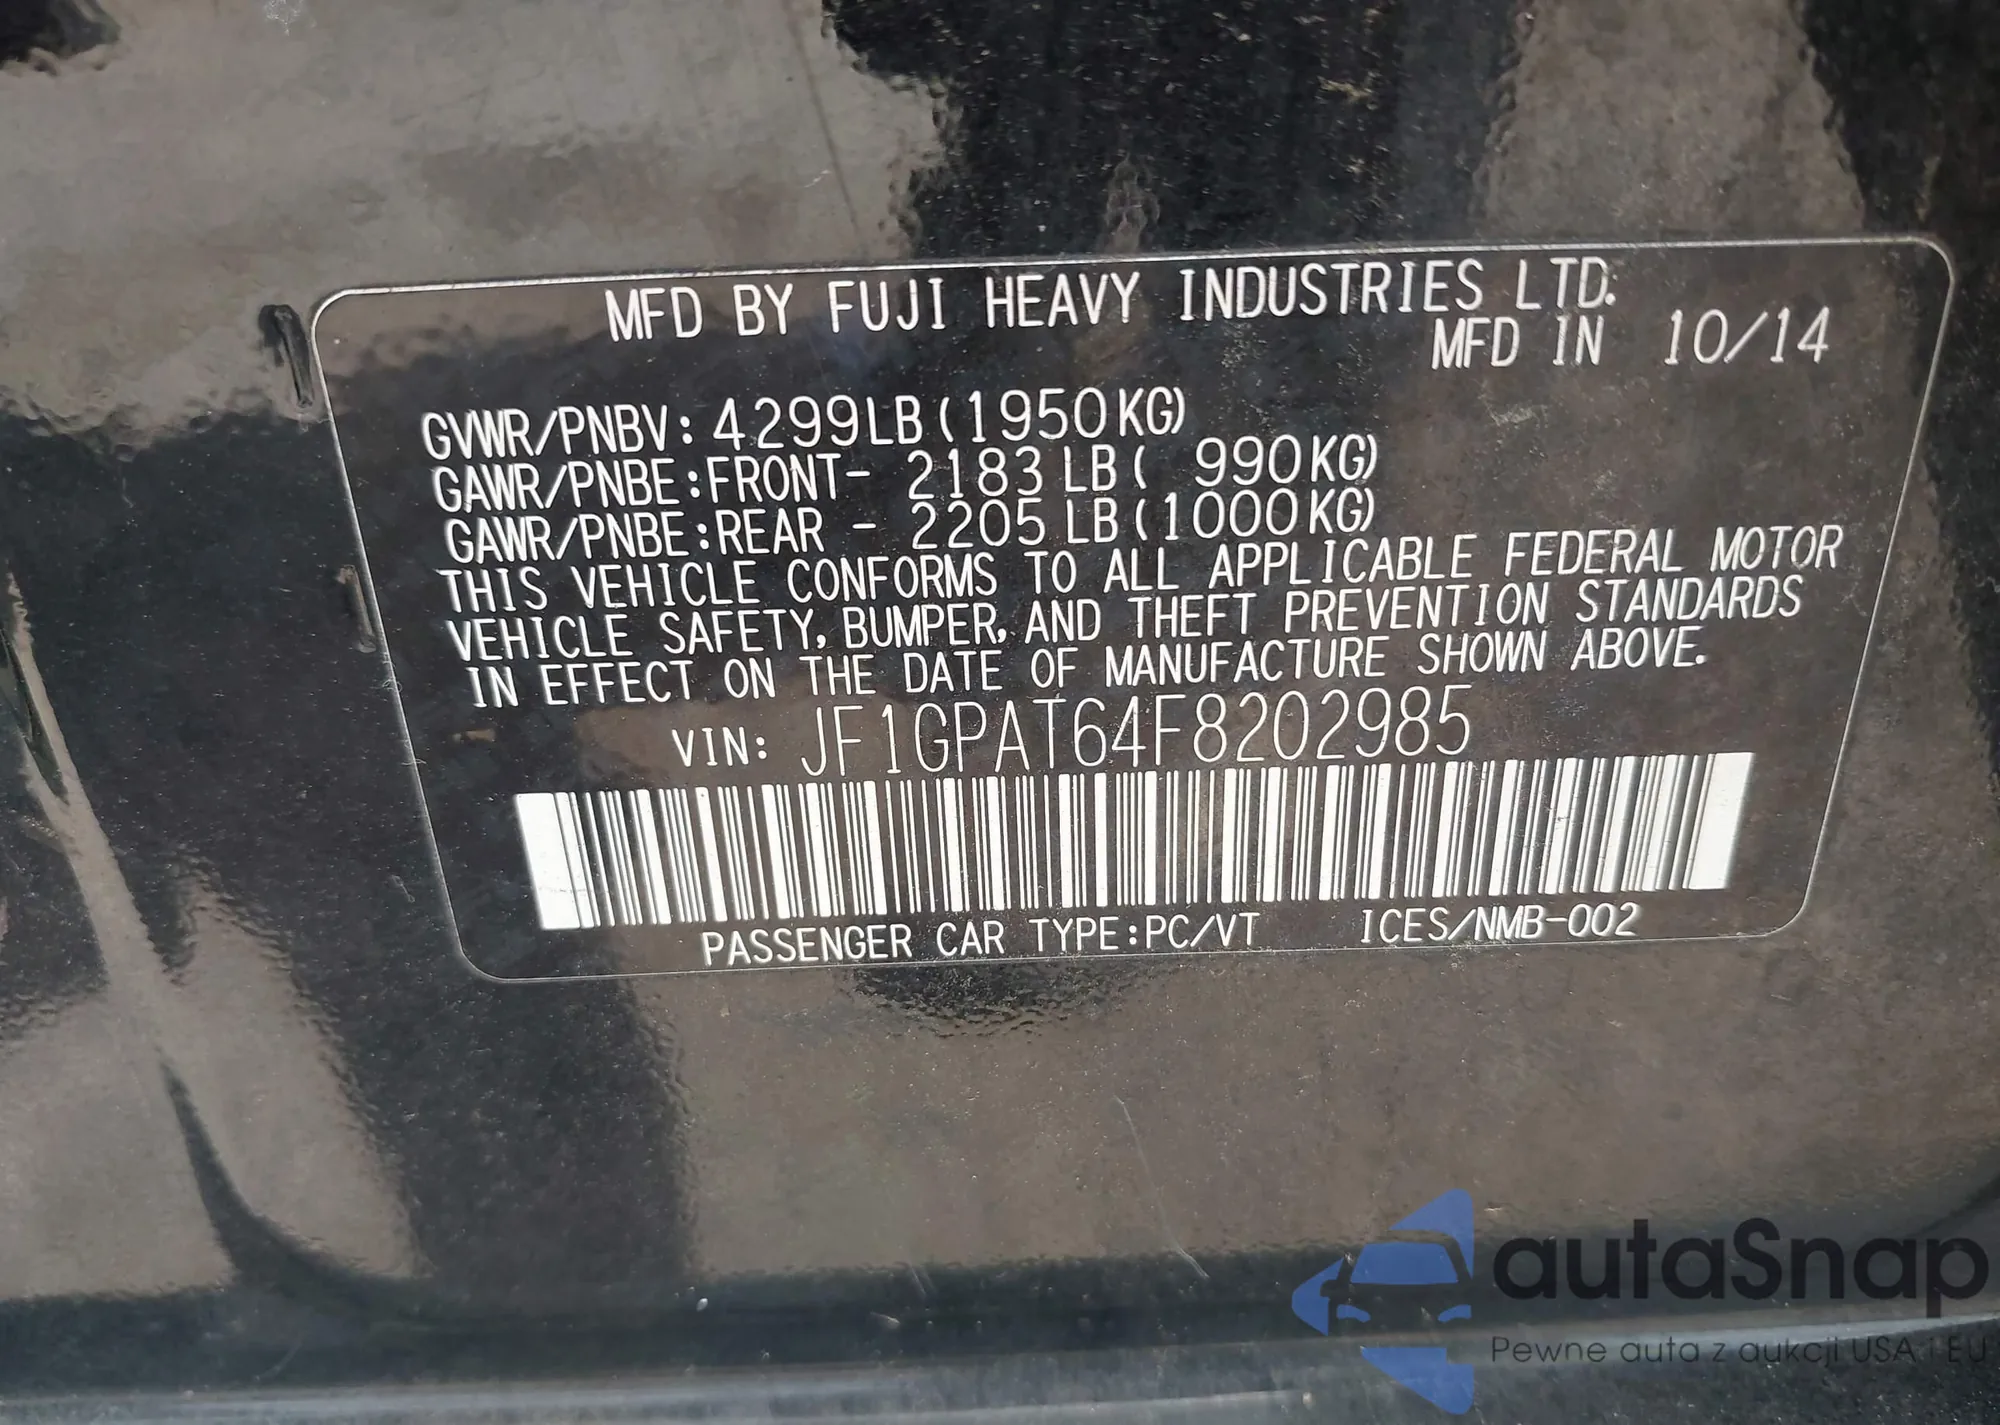 MFD BY FUJI HEAVY INDUSTRIES LTD.
MFD IN 10/14
GVWR/PNBV: 4299LB (1950KG)
GAWR/PNBE:FRONT- 2183 LB ( 990KG)
GAWR/PNBE:REAR - 2205 LB (1000KG)
THIS VEHICLE CONFORMS TO ALL APPLICABLE FEDERAL MOTOR
VEHICLE SAFETY, BUMPER, AND THEFT PREVENTION STANDARDS
IN EFFECT ON THE DATE OF MANUFACTURE SHOWN ABOVE.
VIN: JF1GPAT64F8202985
PASSENGER CAR TYPE:PC/VT ICES/NMB-002
autaSnap
Pewne auta z aukcji USA i EU